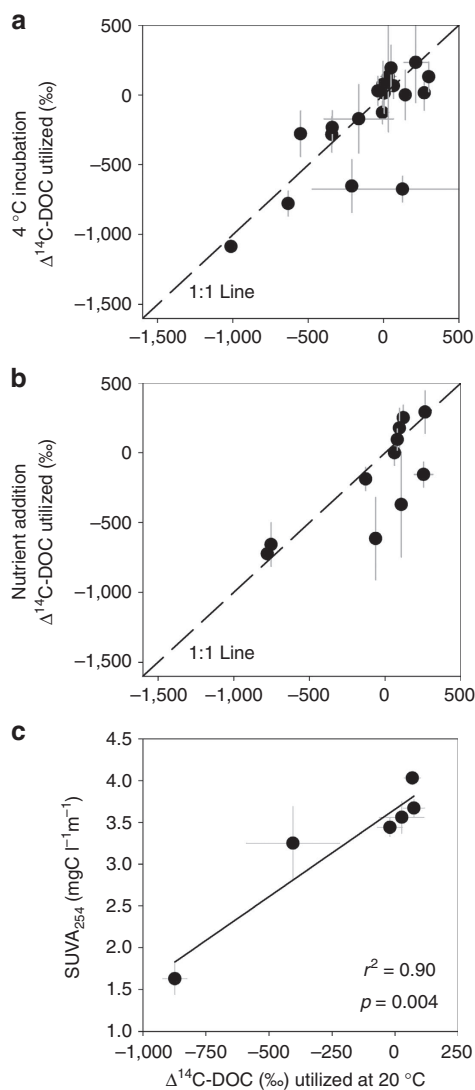 a
4 °C incubation
Δ¹⁴C-DOC utilized (‰)
500
0
−500
−1,000
−1,500
1:1 Line
−1,500 −1,000 −500 0 500
b
Nutrient addition
Δ¹⁴C-DOC utilized (‰)
500
0
−500
−1,000
−1,500
1:1 Line
−1,500 −1,000 −500 0 500
c
SUVA₂₅₄ (mgC l⁻¹m⁻¹)
4.5
4.0
3.5
3.0
2.5
2.0
1.5
1.0
r² = 0.90
p = 0.004
−1,000 −750 −500 −250 0 250
Δ¹⁴C-DOC (‰) utilized at 20 °C